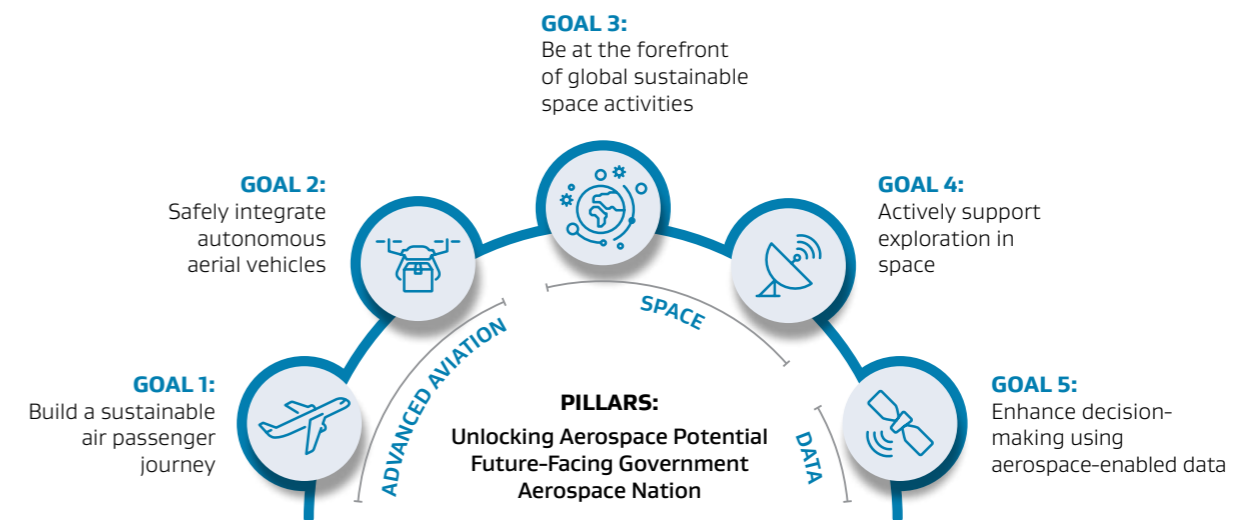 GOAL 3:
Be at the forefront
of global sustainable
space activities
GOAL 2:
Safely integrate
autonomous
aerial vehicles
GOAL 4:
Actively support
exploration in
space
GOAL 1:
Build a sustainable
air passenger
journey
ADVANCED AVIATION
SPACE
DATA
PILLARS:
Unlocking Aerospace Potential
Future-Facing Government
Aerospace Nation
GOAL 5:
Enhance decision-
making using
aerospace-enabled data